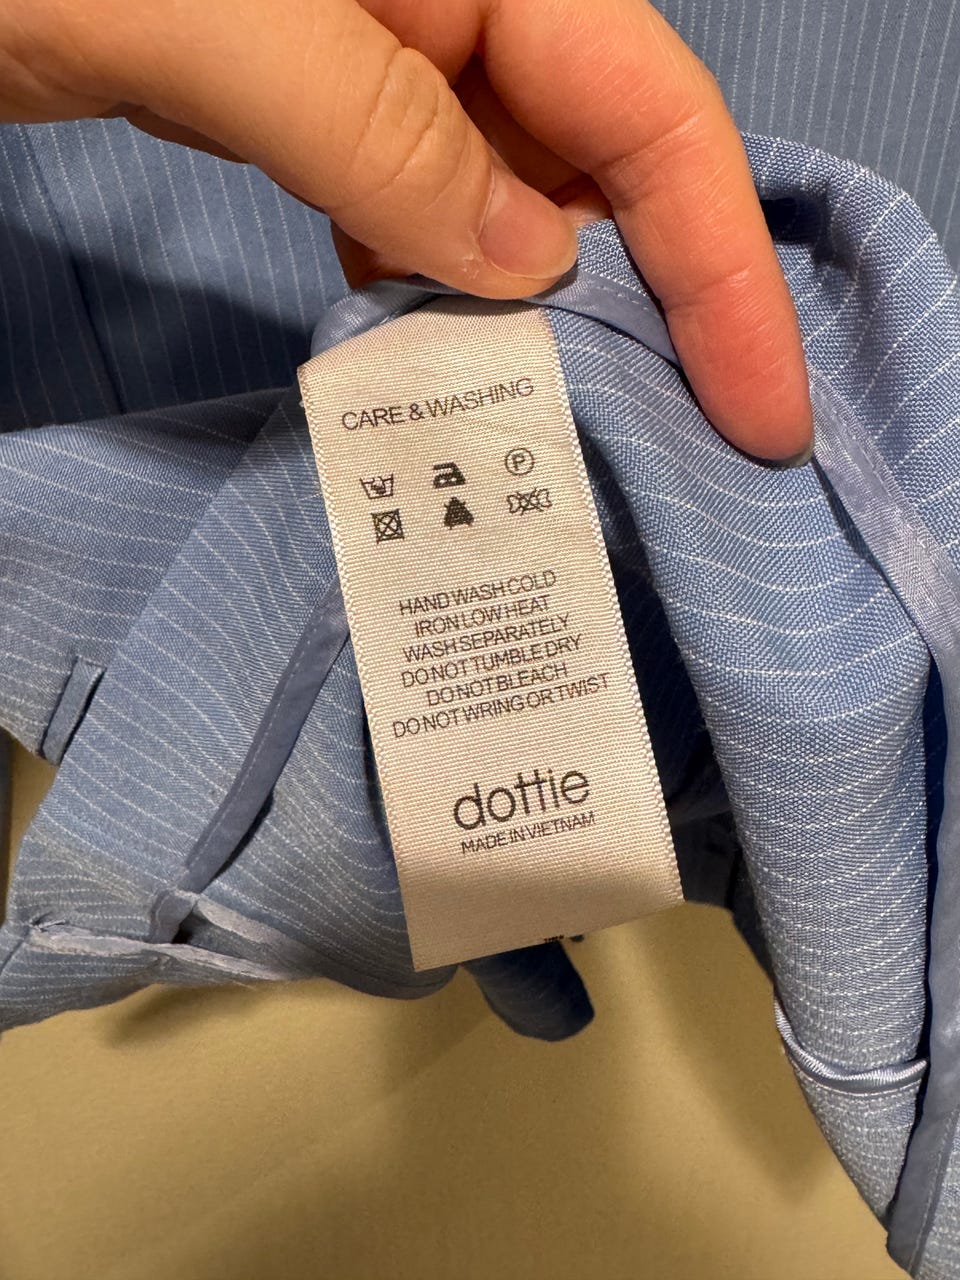 CARE & WASHING
P
HAND WASH COLD
IRON LOW HEAT
WASH SEPARATELY
DO NOT TUMBLE DRY
DO NOT BLEACH
DO NOT WRING OR TWIST
dottie
MADE IN VIETNAM